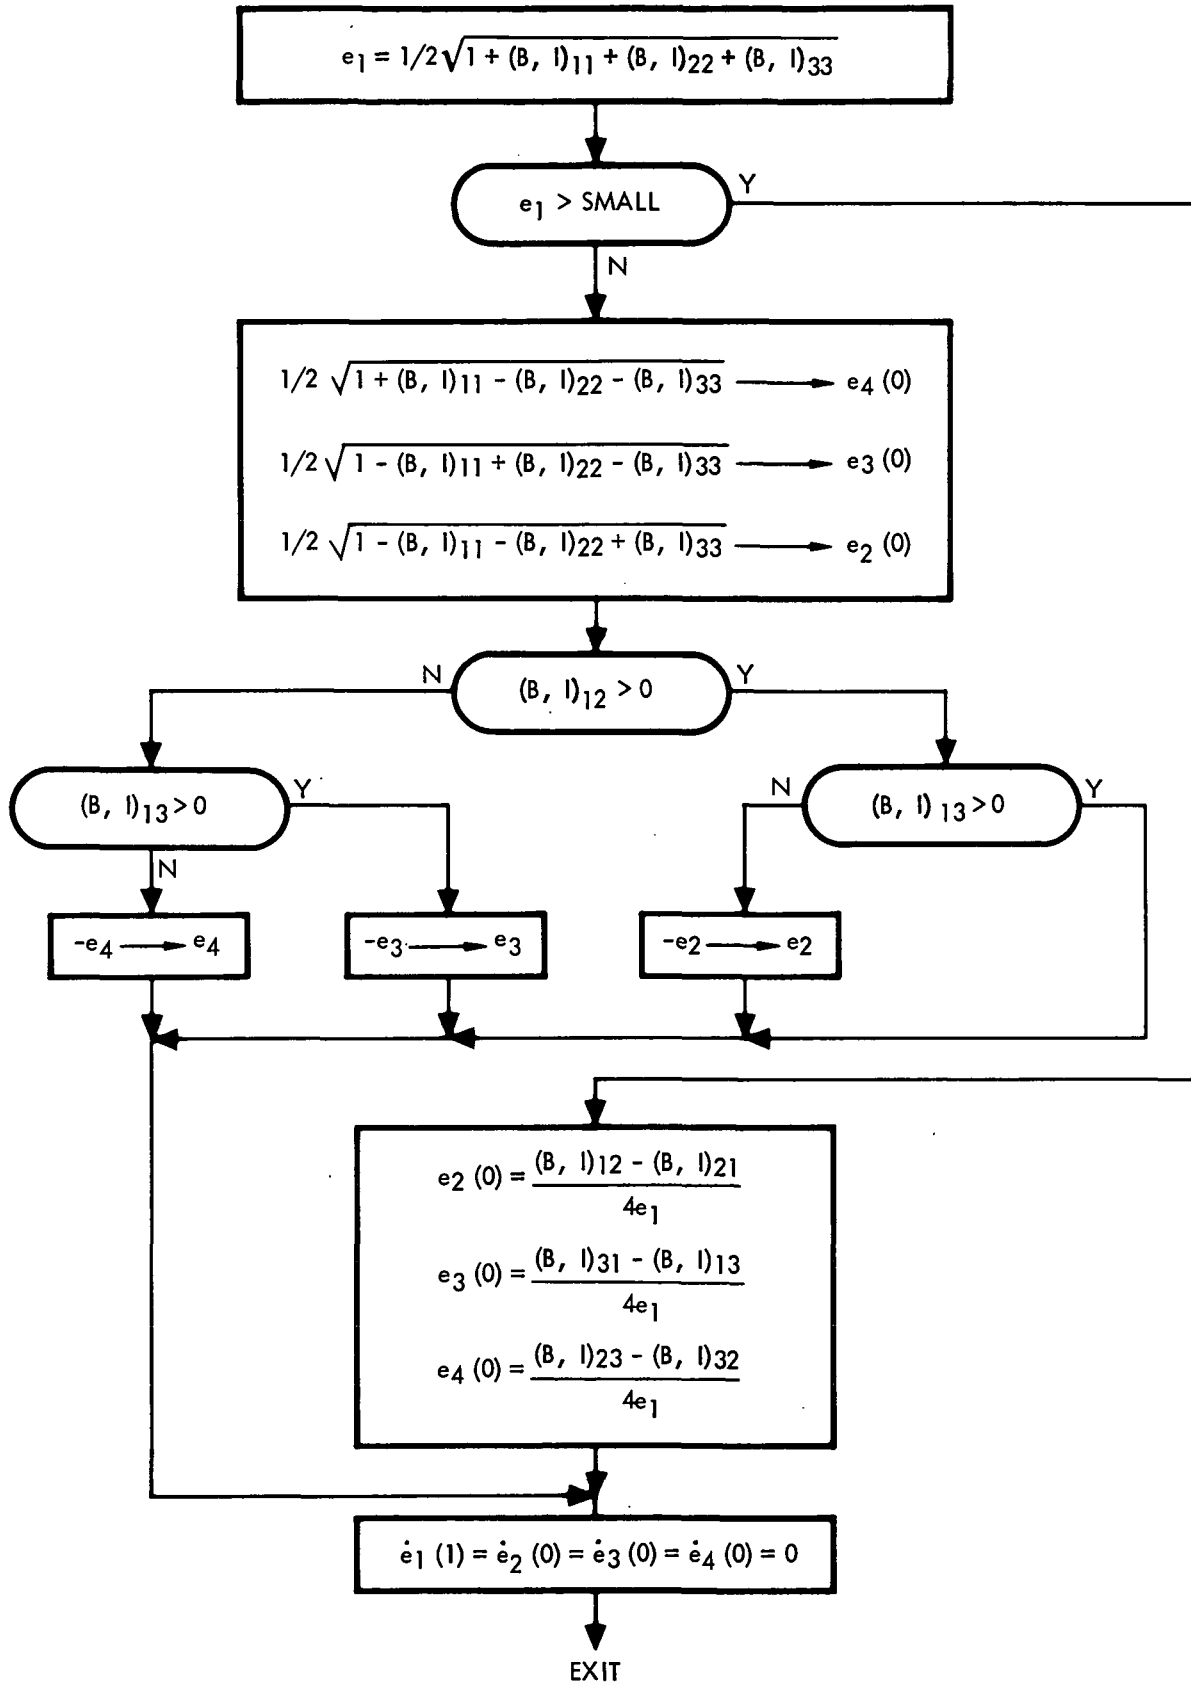 e1 = 1/2 √1 + (B, I)11 + (B, I)22 + (B, I)33
e1 > SMALL
Y
N
1/2 √1 + (B, I)11 - (B, I)22 - (B, I)33 → e4 (0)
1/2 √1 - (B, I)11 + (B, I)22 - (B, I)33 → e3 (0)
1/2 √1 - (B, I)11 - (B, I)22 + (B, I)33 → e2 (0)
N
(B, I)12 > 0
Y
(B, I)13 > 0
Y
N
(B, I) 13 > 0
Y
N
-e4 → e4
-e3 → e3
-e2 → e2
e2 (0) = (B, I)12 - (B, I)21
4e1
e3 (0) = (B, I)31 - (B, I)13
4e1
e4 (0) = (B, I)23 - (B, I)32
4e1
ė1 (1) = ė2 (0) = ė3 (0) = ė4 (0) = 0
EXIT